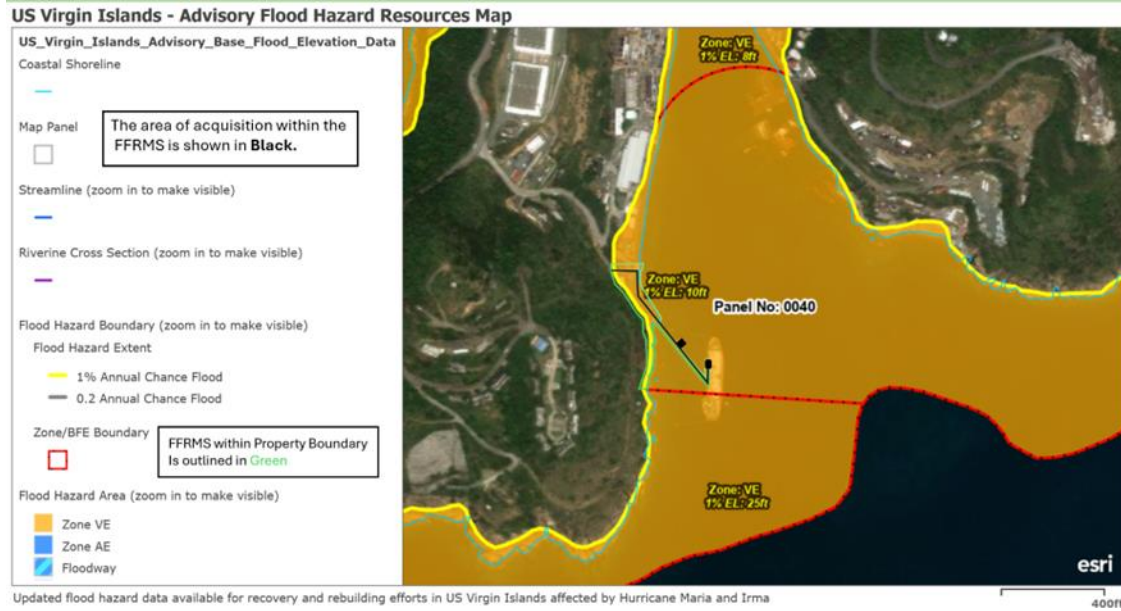 US Virgin Islands - Advisory Flood Hazard Resources Map
US_Virgin_Islands_Advisory_Base_Flood_Elevation_Data
Coastal Shoreline
Map Panel
The area of acquisition within the
FFRMS is shown in Black.
Streamline (zoom in to make visible)
Riverine Cross Section (zoom in to make visible)
Flood Hazard Boundary (zoom in to make visible)
Flood Hazard Extent
1% Annual Chance Flood
0.2 Annual Chance Flood
Zone/BFE Boundary
FFRMS within Property Boundary
Is outlined in Green
Flood Hazard Area (zoom in to make visible)
Zone VE
Zone AE
Floodway
Zone: VE
1% EL: 8ft
Zone: VE
1% EL: 10ft
Panel No: 0040
Zone: VE
1% EL: 25ft
esri
Updated flood hazard data available for recovery and rebuilding efforts in US Virgin Islands affected by Hurricane Maria and Irma
400ft